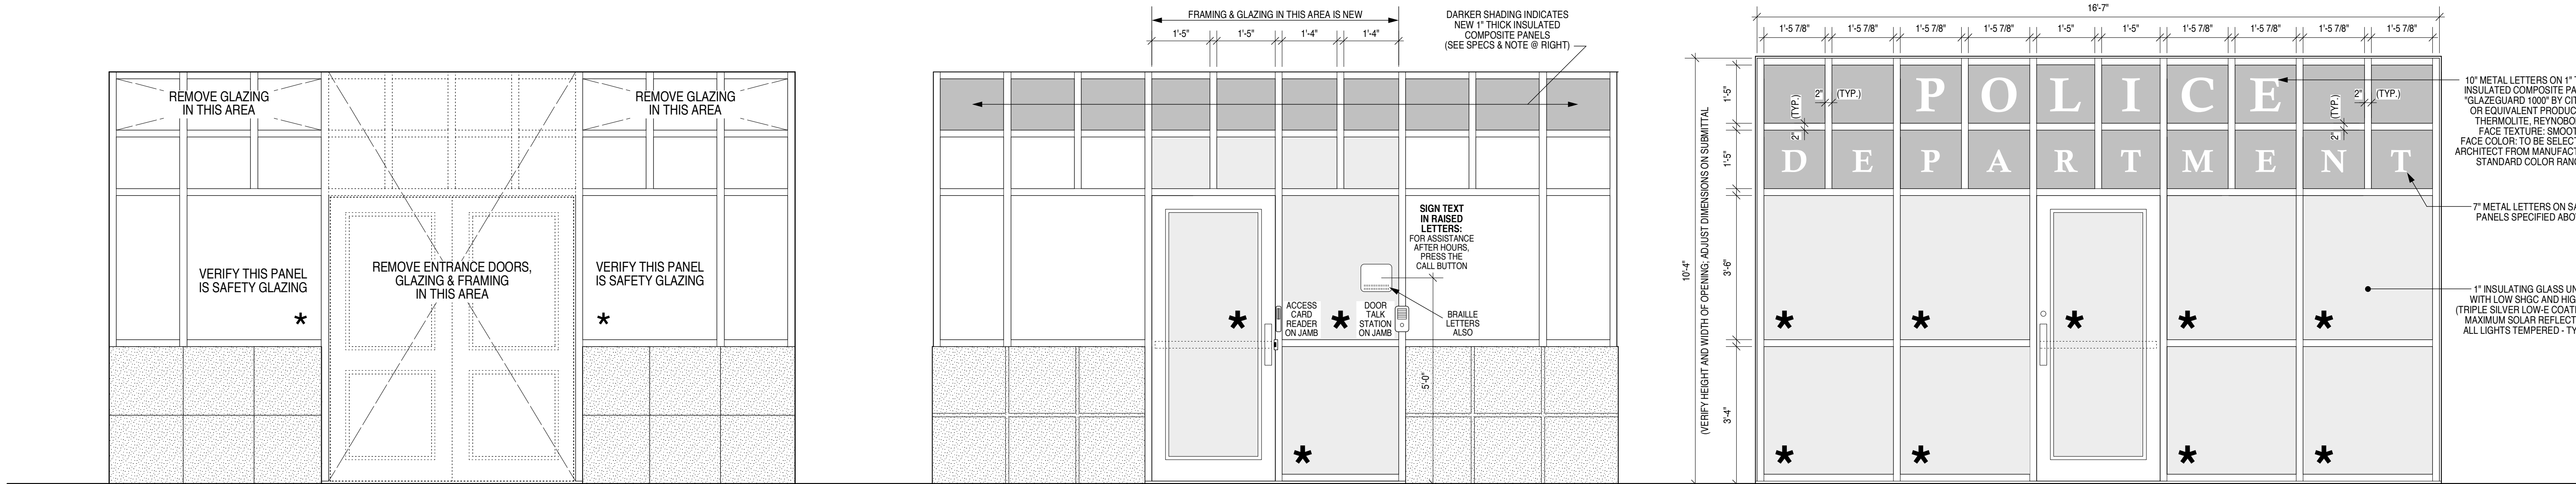 REMOVE GLAZING
IN THIS AREA
REMOVE GLAZING
IN THIS AREA
VERIFY THIS PANEL
IS SAFETY GLAZING
*
REMOVE ENTRANCE DOORS,
GLAZING & FRAMING
IN THIS AREA
VERIFY THIS PANEL
IS SAFETY GLAZING
*
FRAMING & GLAZING IN THIS AREA IS NEW
1'-5" 1'-5" 1'-4" 1'-4"
DARKER SHADING INDICATES
NEW 1" THICK INSULATED
COMPOSITE PANELS
(SEE SPECS & NOTE @ RIGHT)
SIGN TEXT
IN RAISED
LETTERS:
FOR ASSISTANCE
AFTER HOURS,
PRESS THE
CALL BUTTON
*
ACCESS
CARD
READER
ON JAMB
*
DOOR
TALK
STATION
ON JAMB
BRAILLE
LETTERS
ALSO
5'-0"
*
16'-7"
1'-5 7/8" 1'-5 7/8" 1'-5 7/8" 1'-5 7/8" 1'-5" 1'-5" 1'-5 7/8" 1'-5 7/8" 1'-5 7/8" 1'-5 7/8"
10'-4"
(VERIFY HEIGHT AND WIDTH OF OPENING; ADJUST DIMENSIONS ON SUBMITTAL
1'-5"
1'-5"
3'-6"
3'-4"
2" (TYP.)
2" (TYP.)
POLICE
2" (TYP.)
2" (TYP.)
DEPARTMENT
* * * * *
* * * *
10" METAL LETTERS ON 1" T
INSULATED COMPOSITE PA
"GLAZEGUARD 1000" BY CIT
OR EQUIVALENT PRODUC
THERMOLITE, REYNOBO
FACE TEXTURE: SMOOT
FACE COLOR: TO BE SELECT
ARCHITECT FROM MANUFACT
STANDARD COLOR RANG
7" METAL LETTERS ON SA
PANELS SPECIFIED ABO
1" INSULATING GLASS UN
WITH LOW SHGC AND HIG
(TRIPLE SILVER LOW-E COAT
MAXIMUM SOLAR REFLECT
ALL LIGHTS TEMPERED - TY